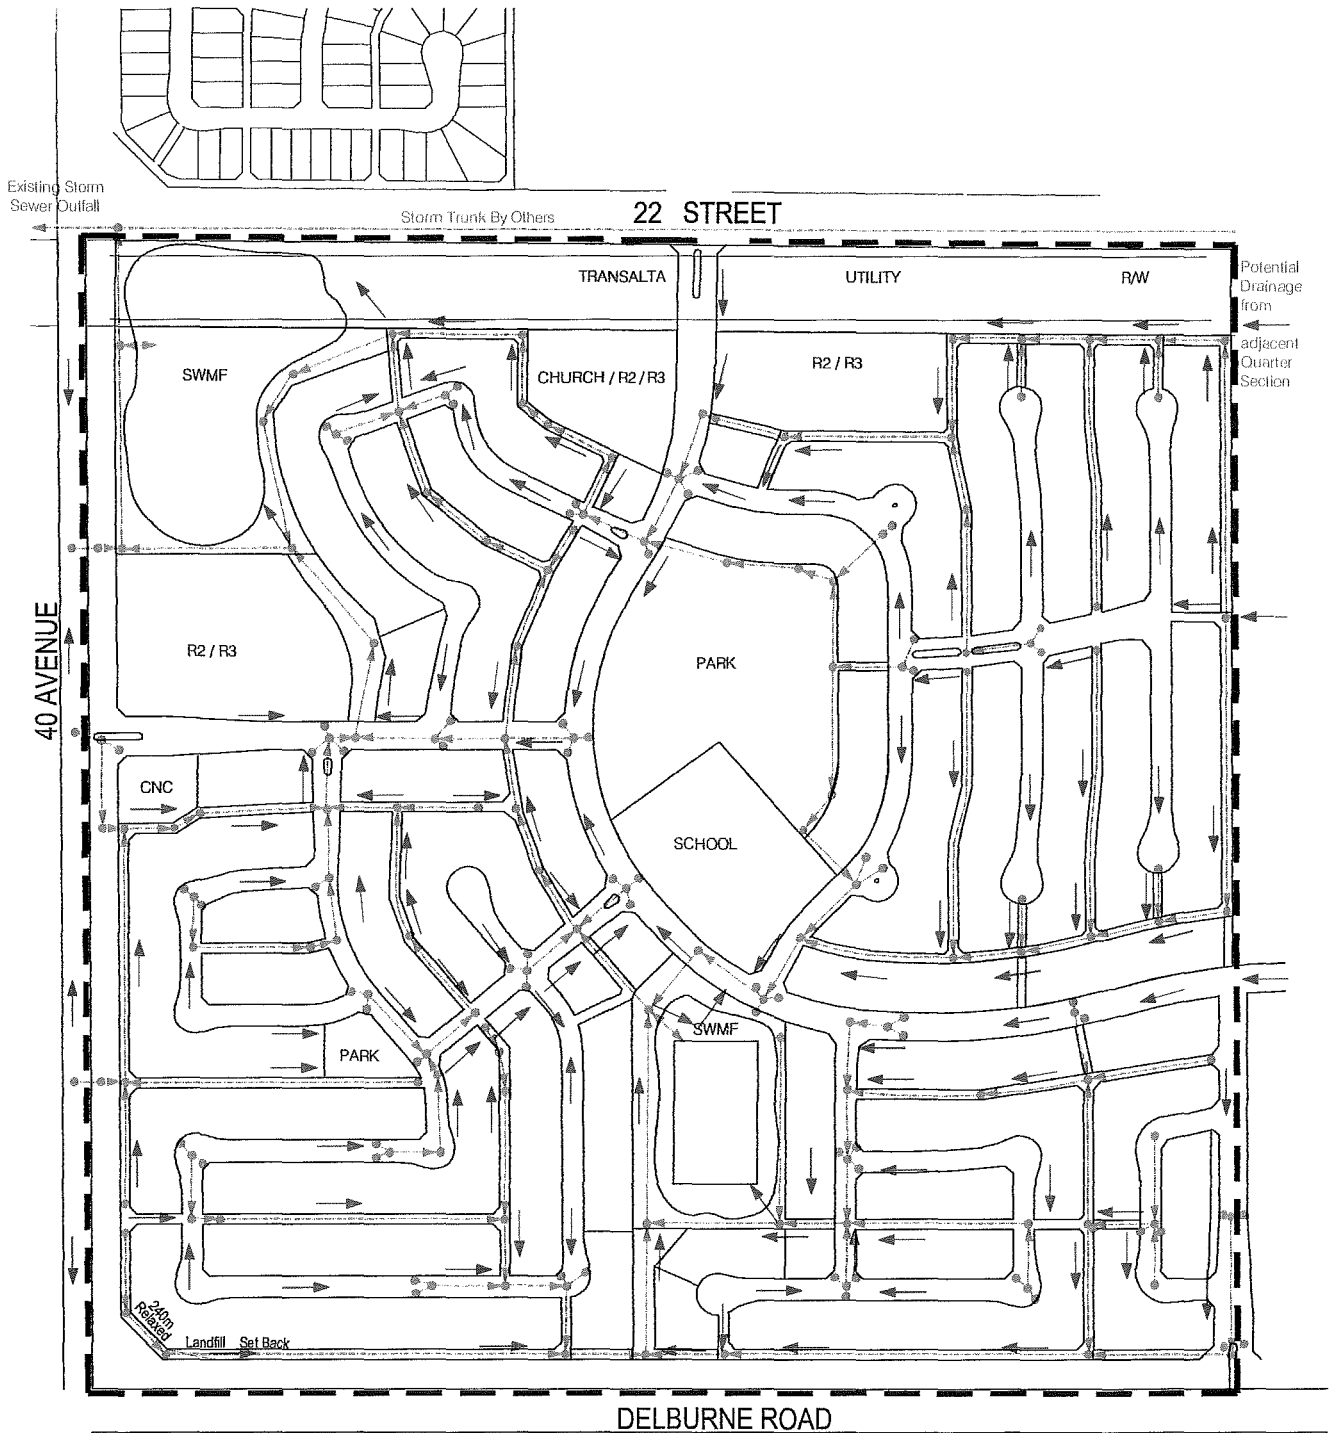 Existing Storm
Sewer Outfall
Storm Trunk By Others
22 STREET
TRANSALTA
UTILITY
R/W
Potential
Drainage
from
adjacent
Quarter
Section
SWMF
CHURCH / R2 / R3
R2 / R3
40 AVENUE
R2 / R3
PARK
CNC
SCHOOL
SWMF
PARK
240m
Relaxed
Landfill Set Back
DELBURNE ROAD